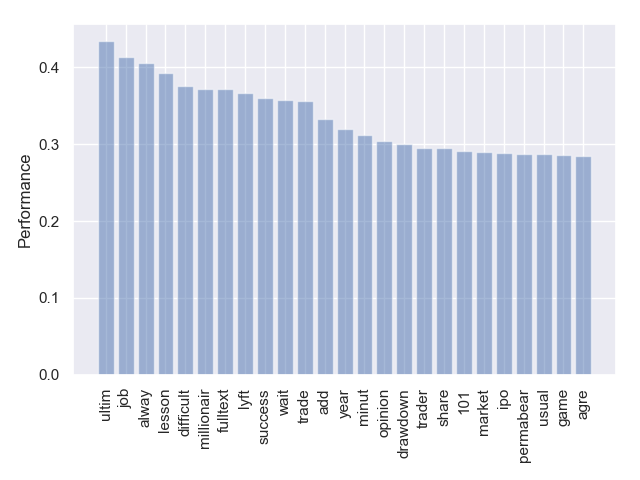 0.4
0.3
0.2
0.1
0.0
Performance
ultim
job
alway
lesson
difficult
millionair
fulltext
lyft
success
wait
trade
add
year
minut
opinion
drawdown
trader
share
101
market
ipo
permabear
usual
game
agre